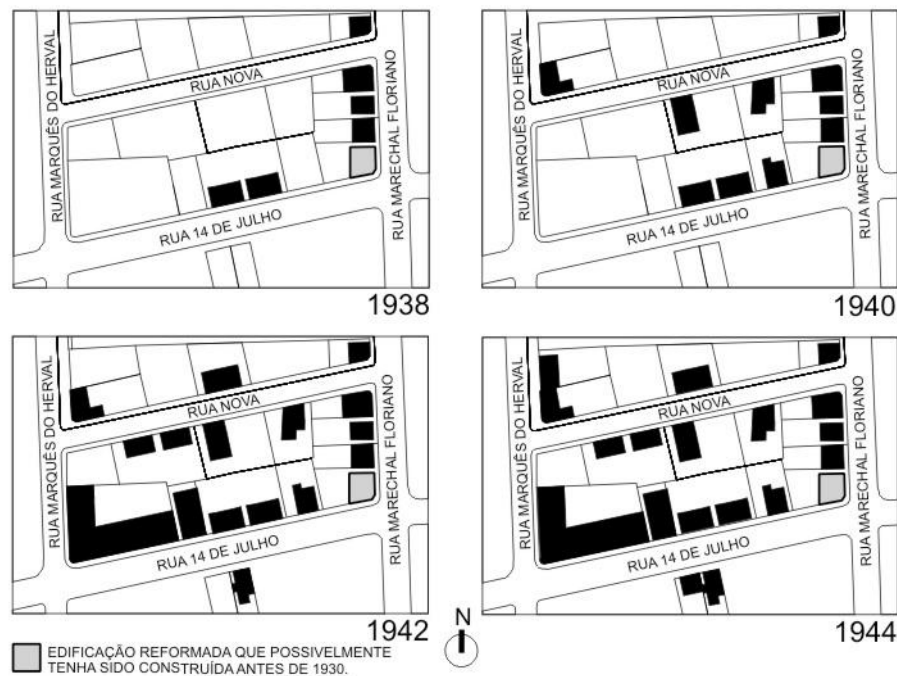 RUA MARQUÊS DO HERVAL
RUA NOVA
RUA MARECHAL FLORIANO
RUA 14 DE JULHO
1938
RUA MARQUÊS DO HERVAL
RUA NOVA
RUA MARECHAL FLORIANO
RUA 14 DE JULHO
1940
RUA MARQUÊS DO HERVAL
RUA NOVA
RUA MARECHAL FLORIANO
RUA 14 DE JULHO
1942
RUA MARQUÊS DO HERVAL
RUA NOVA
RUA MARECHAL FLORIANO
RUA 14 DE JULHO
1944
EDIFICAÇÃO REFORMADA QUE POSSIVELMENTE
TENHA SIDO CONSTRUÍDA ANTES DE 1930.
N